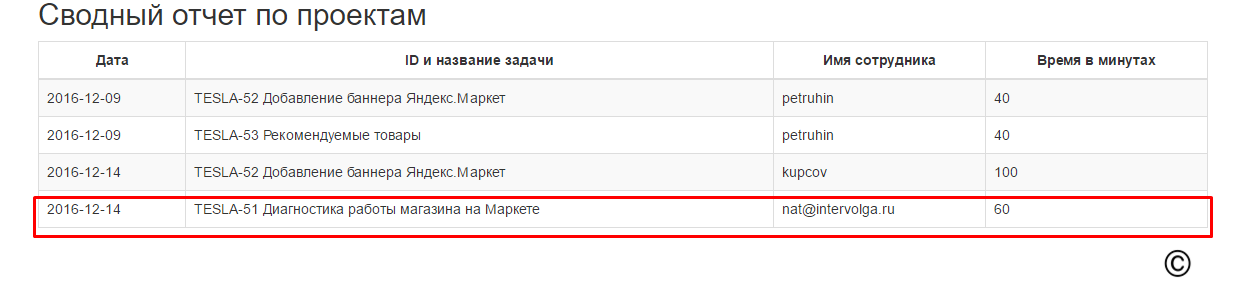 Сводный отчет по проектам
Дата ID и название задачи Имя сотрудника Время в минутах
2016-12-09 TESLA-52 Добавление баннера Яндекс.Маркет petruhin 40
2016-12-09 TESLA-53 Рекомендуемые товары petruhin 40
2016-12-14 TESLA-52 Добавление баннера Яндекс.Маркет kupcov 100
2016-12-14 TESLA-51 Диагностика работы магазина на Маркете nat@intervolga.ru 60
©